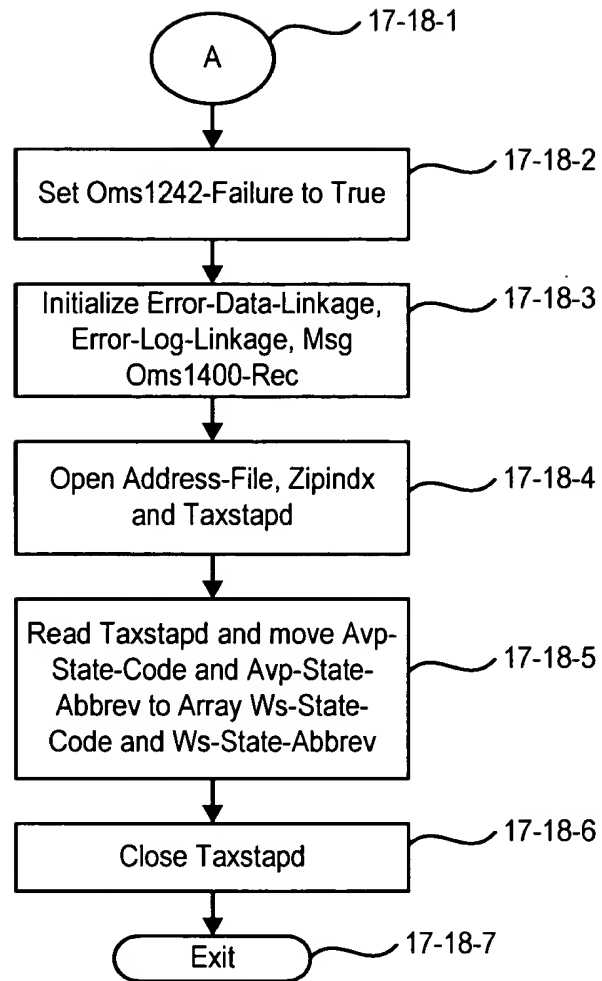 17-18-1
A
17-18-2
Set Oms1242-Failure to True
Initialize Error-Data-Linkage,
17-18-3
Error-Log-Linkage, Msg
Oms1400-Rec
17-18-4
Open Address-File, Zipindx
and Taxstapd
Read Taxstapd and move Avp-
State-Code and Avp-State-
17-18-5
Abbrev to Array Ws-State-
Code and Ws-State-Abbrev
17-18-6
Close Taxstapd
17-18-7
Exit